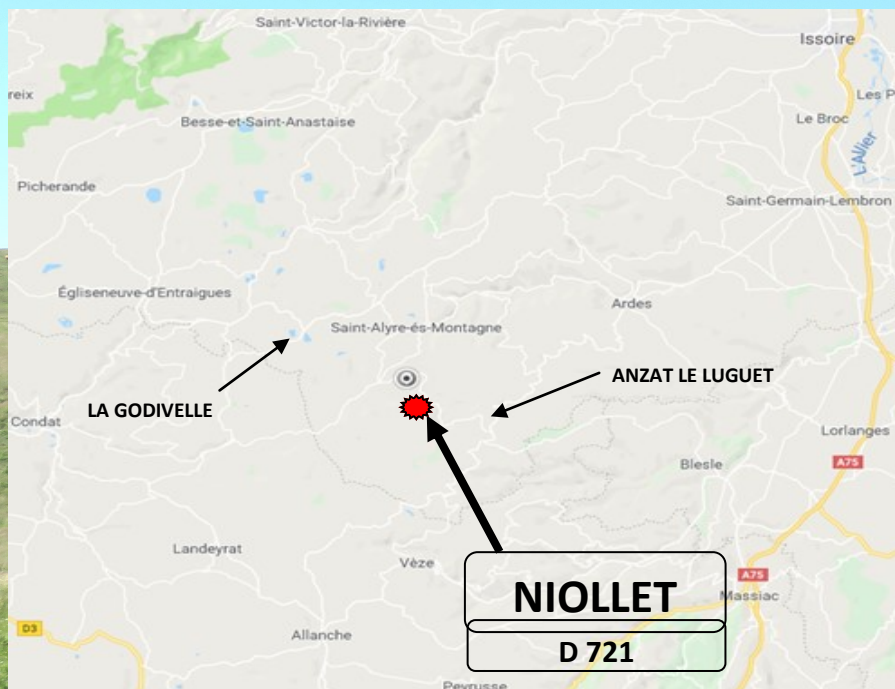 Saint-Victor-la-Rivière
Issoire
reix
Les P
Besse-et-Saint-Anastaise
Le Broc
L'Allier
Picherande
Saint-Germain-Lembron
Égliseneuve-d'Entraigues
Ardes
Saint-Alyre-és-Montagne
ANZAT LE LUGUET
LA GODIVELLE
Condat
Lorlanges
A75
Blesle
Landeyrat
Vèze
A75
NIOLLET
Massiac
D3
Allanche
D 721
Peyrusse